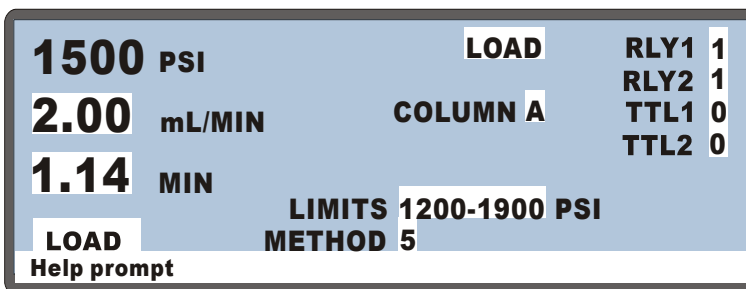 1500 PSI LOAD RLY1 1
RLY2 1
2.00 mL/MIN COLUMN A TTL1 0
TTL2 0
1.14 MIN
LIMITS 1200-1900 PSI
LOAD METHOD 5
Help prompt